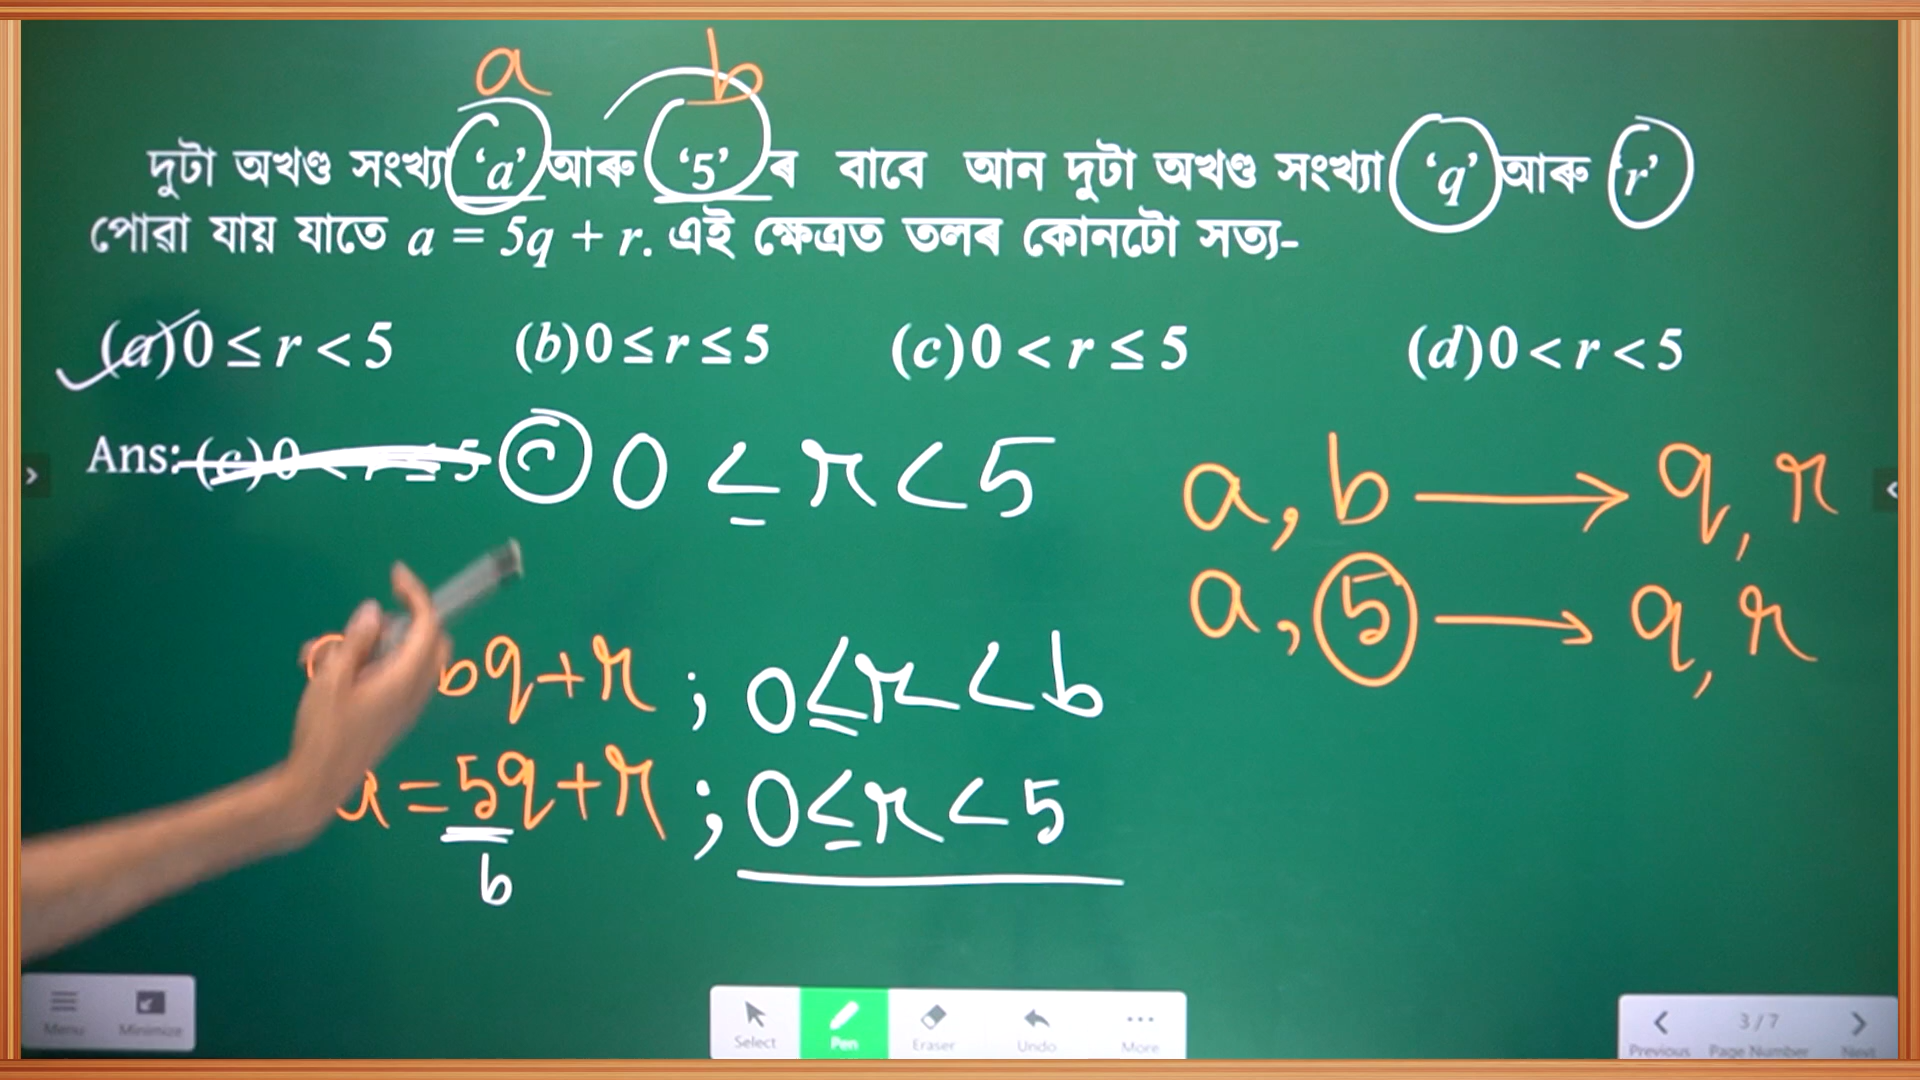 a b
দুটা অখণ্ড সংখ্যা ‘a’ আৰু ‘5’ ৰ বাবে আন দুটা অখণ্ড সংখ্যা ‘q’ আৰু ‘r’
পোৱা যায় যাতে a = 5q + r. এই ক্ষেত্ৰত তলৰ কোনটো সত্য-
(a) 0 ≤ r < 5 (b) 0 ≤ r ≤ 5 (c) 0 < r ≤ 5 (d) 0 < r < 5
Ans: (c) 0 < r ≤ 5 0 ≤ r < 5
a, b → q, r
a, 5 → q, r
bq + r ; 0 ≤ r < b
a = 5q + r ; 0 ≤ r < 5
b
Menu Minimize Select Pen Eraser Undo More
3 / 7
Previous Page Number Next